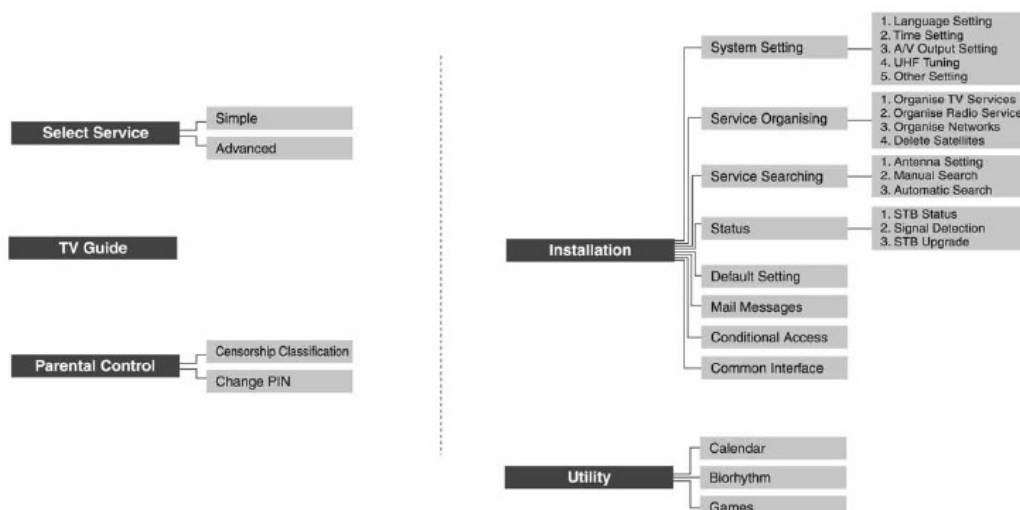 Select Service
Simple
Advanced
TV Guide
Parental Control
Censorship Classification
Change PIN
Installation
System Setting
1. Language Setting
2. Time Setting
3. A/V Output Setting
4. UHF Tuning
5. Other Setting
Service Organising
1. Organise TV Services
2. Organise Radio Service
3. Organise Networks
4. Delete Satellites
Service Searching
1. Antenna Setting
2. Manual Search
3. Automatic Search
Status
1. STB Status
2. Signal Detection
3. STB Upgrade
Default Setting
Mail Messages
Conditional Access
Common Interface
Utility
Calendar
Biorhythm
Games